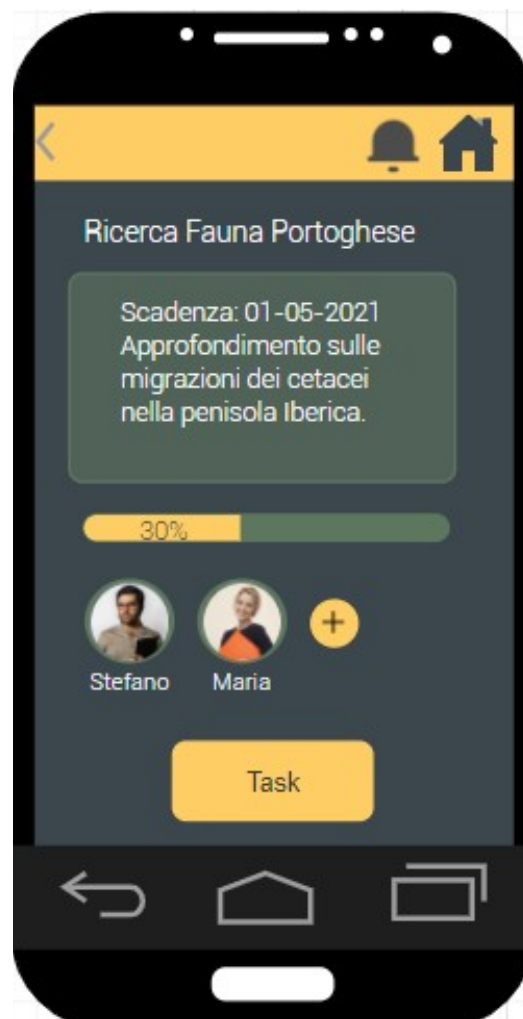 Ricerca Fauna Portoghese
Scadenza: 01-05-2021
Approfondimento sulle
migrazioni dei cetacei
nella penisola Iberica.
30%
Stefano Maria
Task